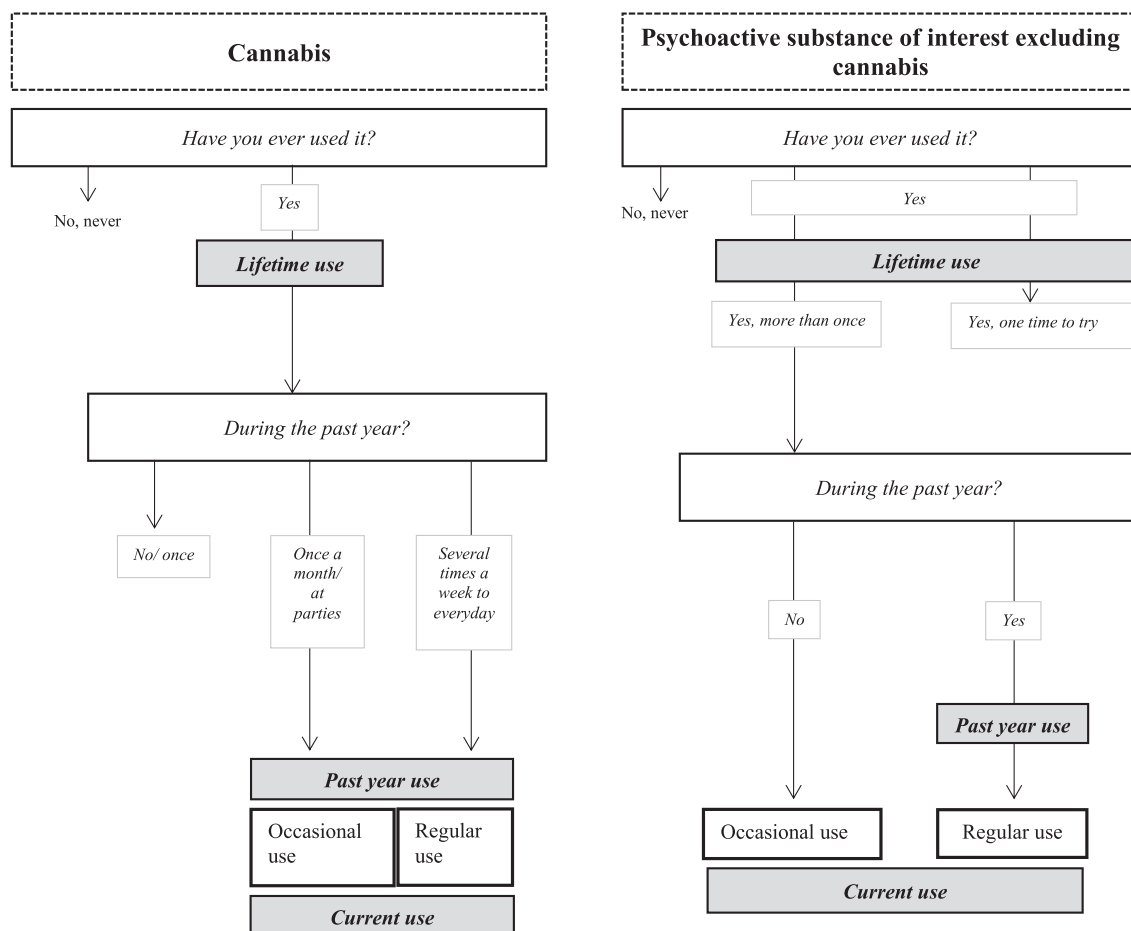 Cannabis
Have you ever used it?
No, never
Yes
Lifetime use
During the past year?
No/ once
Once a
month/
at
parties
Several
times a
week to
everyday
Past year use
Occasional
use
Regular
use
Current use
Psychoactive substance of interest excluding
cannabis
Have you ever used it?
No, never
Yes
Lifetime use
Yes, more than once
Yes, one time to try
During the past year?
No
Yes
Past year use
Occasional use
Regular use
Current use